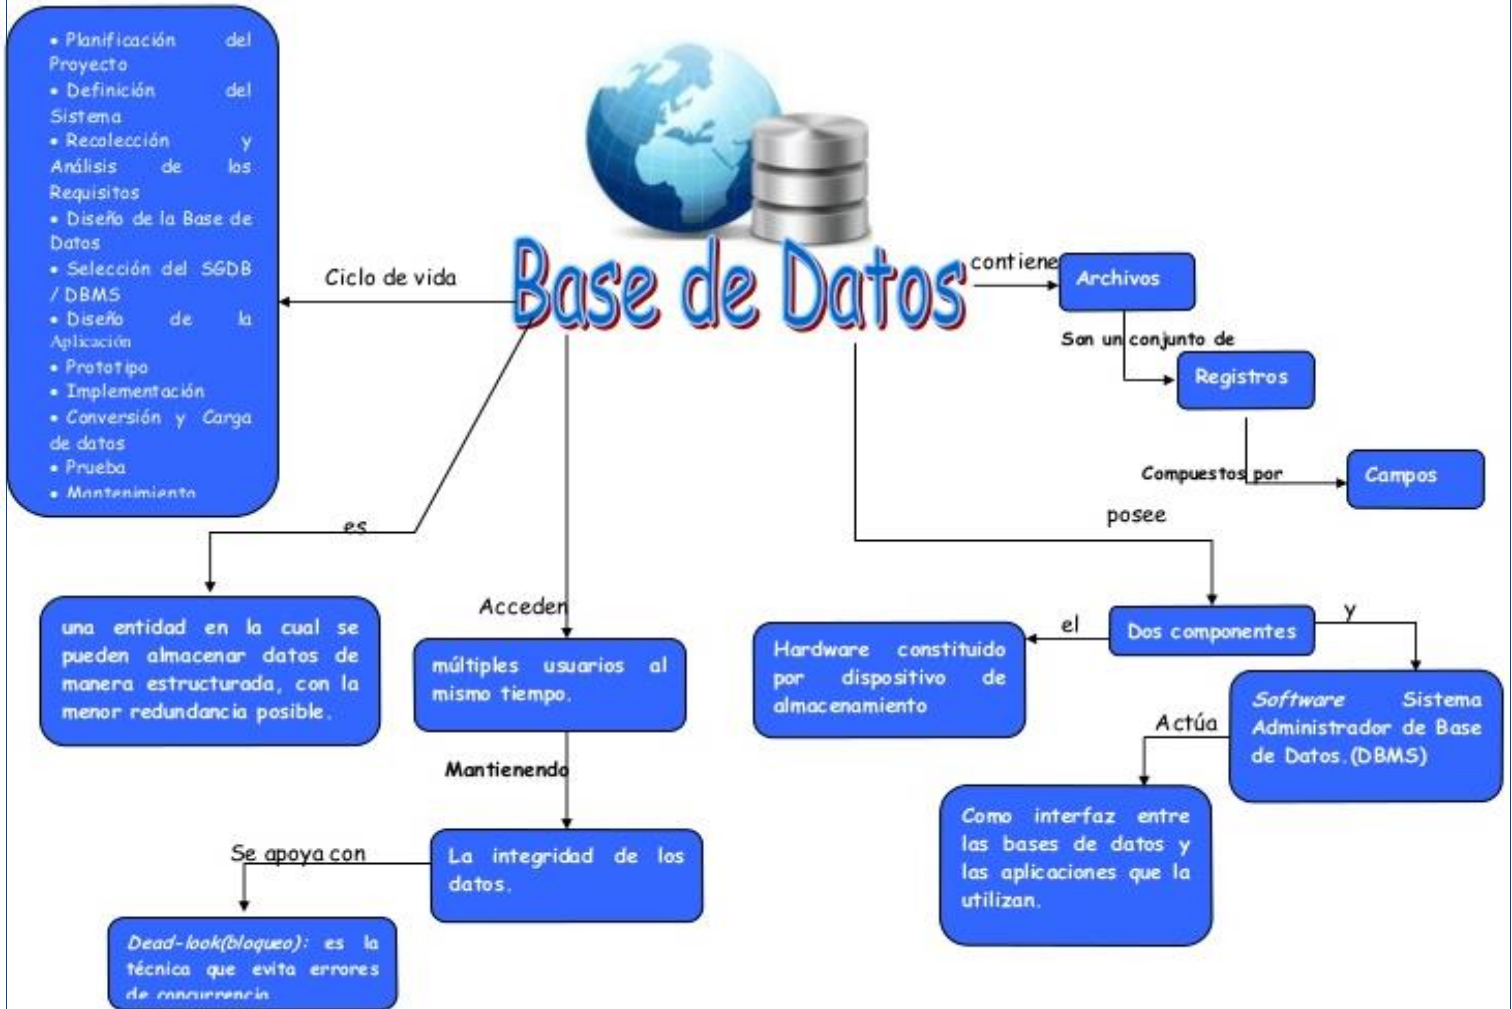 • Planificación del
Proyecto
• Definición del
Sistema
• Recolección y
Análisis de los
Requisitos
• Diseño de la Base de
Datos
• Selección del SGDB
/ DBMS
• Diseño de la
Aplicación
• Prototipo
• Implementación
• Conversión y Carga
de datos
• Prueba
• Mantenimiento
Ciclo de vida
Base de Datos
contiene
Archivos
Son un conjunto de
Registros
Compuestos por
Campos
es
una entidad en la cual se
pueden almacenar datos de
manera estructurada, con la
menor redundancia posible.
Acceden
múltiples usuarios al
mismo tiempo.
Mantienendo
La integridad de los
datos.
Se apoya con
Dead-look(bloqueo): es la
técnica que evita errores
de concurrencia
posee
Dos componentes
el
Hardware constituido
por dispositivo de
almacenamiento
y
Software Sistema
Administrador de Base
de Datos.(DBMS)
Actúa
Como interfaz entre
las bases de datos y
las aplicaciones que la
utilizan.